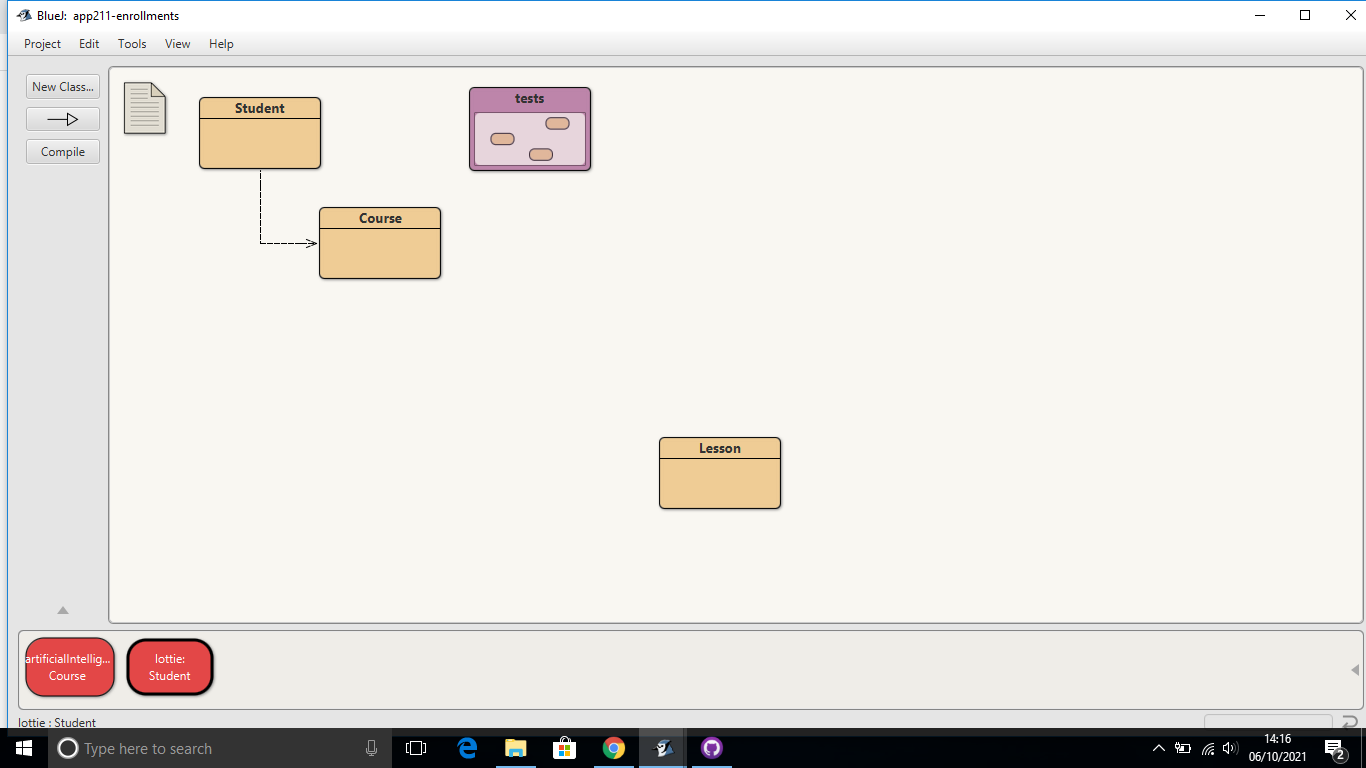 BlueJ: app211-enrollments
Project Edit Tools View Help
New Class...
Compile
Student
tests
Course
Lesson
artificialIntellig...
Course
lottie:
Student
lottie : Student
Type here to search
14:16
06/10/2021
2